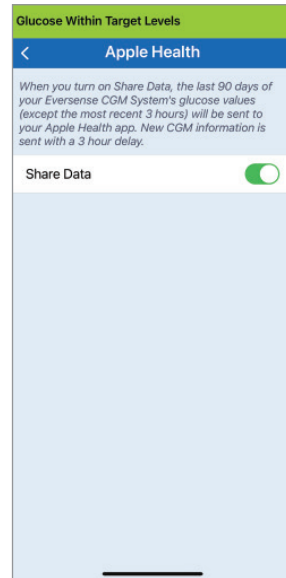 Glucose Within Target Levels
Apple Health
When you turn on Share Data, the last 90 days of
your Eversense CGM System's glucose values
(except the most recent 3 hours) will be sent to
your Apple Health app. New CGM information is
sent with a 3 hour delay.
Share Data